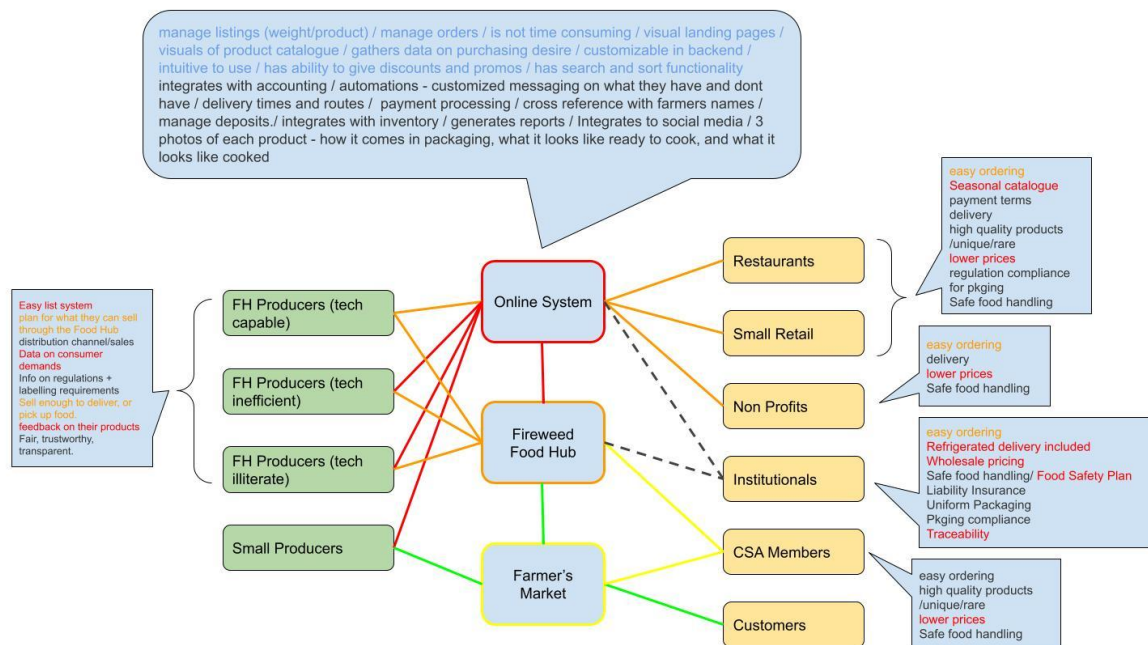 manage listings (weight/product) / manage orders / is not time consuming / visual landing pages /
visuals of product catalogue / gathers data on purchasing desire / customizable in backend /
intuitive to use / has ability to give discounts and promos / has search and sort functionality
integrates with accounting / automations - customized messaging on what they have and dont
have / delivery times and routes / payment processing / cross reference with farmers names /
manage deposits./ integrates with inventory / generates reports / Integrates to social media / 3
photos of each product - how it comes in packaging, what it looks like ready to cook, and what it
looks like cooked
Easy list system
plan for what they can sell
through the Food Hub
distribution channel/sales
Data on consumer
demands
Info on regulations +
labelling requirements
Sell enough to deliver, or
pick up food.
feedback on their products
Fair, trustworthy,
transparent.
FH Producers (tech
capable)
FH Producers (tech
inefficient)
FH Producers (tech
illiterate)
Small Producers
Online System
Fireweed
Food Hub
Farmer's
Market
Restaurants
Small Retail
Non Profits
Institutionals
CSA Members
Customers
easy ordering
Seasonal catalogue
payment terms
delivery
high quality products
/unique/rare
lower prices
regulation compliance
for pkging
Safe food handling
easy ordering
delivery
lower prices
Safe food handling
easy ordering
Refrigerated delivery included
Wholesale pricing
Safe food handling/ Food Safety Plan
Liability Insurance
Uniform Packaging
Pkging compliance
Traceability
easy ordering
high quality products
/unique/rare
lower prices
Safe food handling